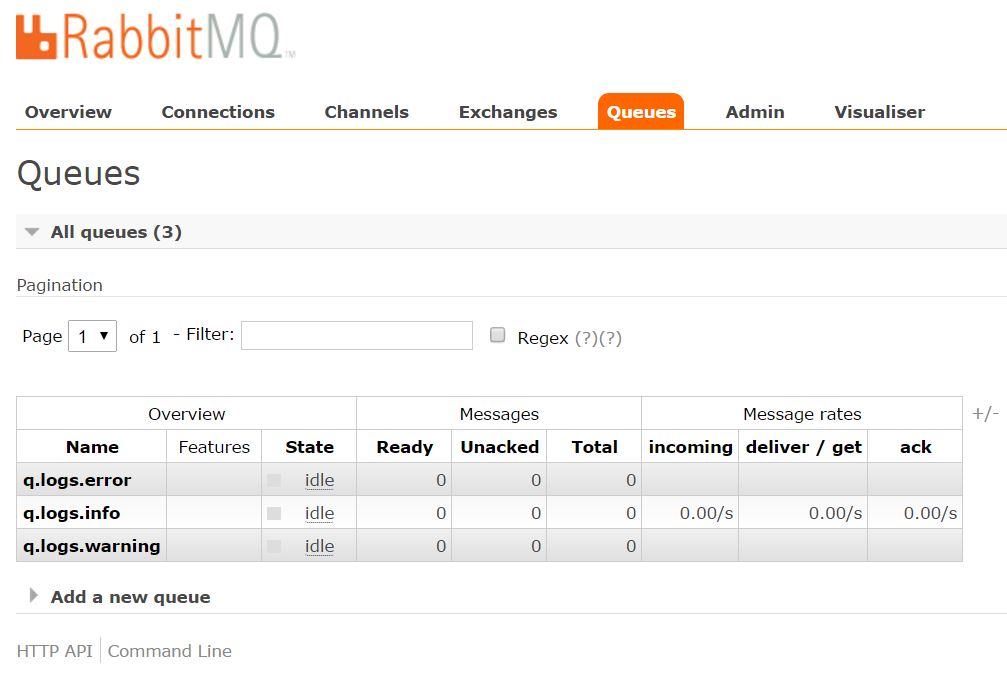 RabbitMQ™
Overview Connections Channels Exchanges Queues Admin Visualiser
Queues
All queues (3)
Pagination
Page 1 of 1 - Filter: Regex (?)(?)
Overview Messages Message rates +/-
Name Features State Ready Unacked Total incoming deliver / get ack
q.logs.error idle 0 0 0
q.logs.info idle 0 0 0 0.00/s 0.00/s 0.00/s
q.logs.warning idle 0 0 0
Add a new queue
HTTP API Command Line